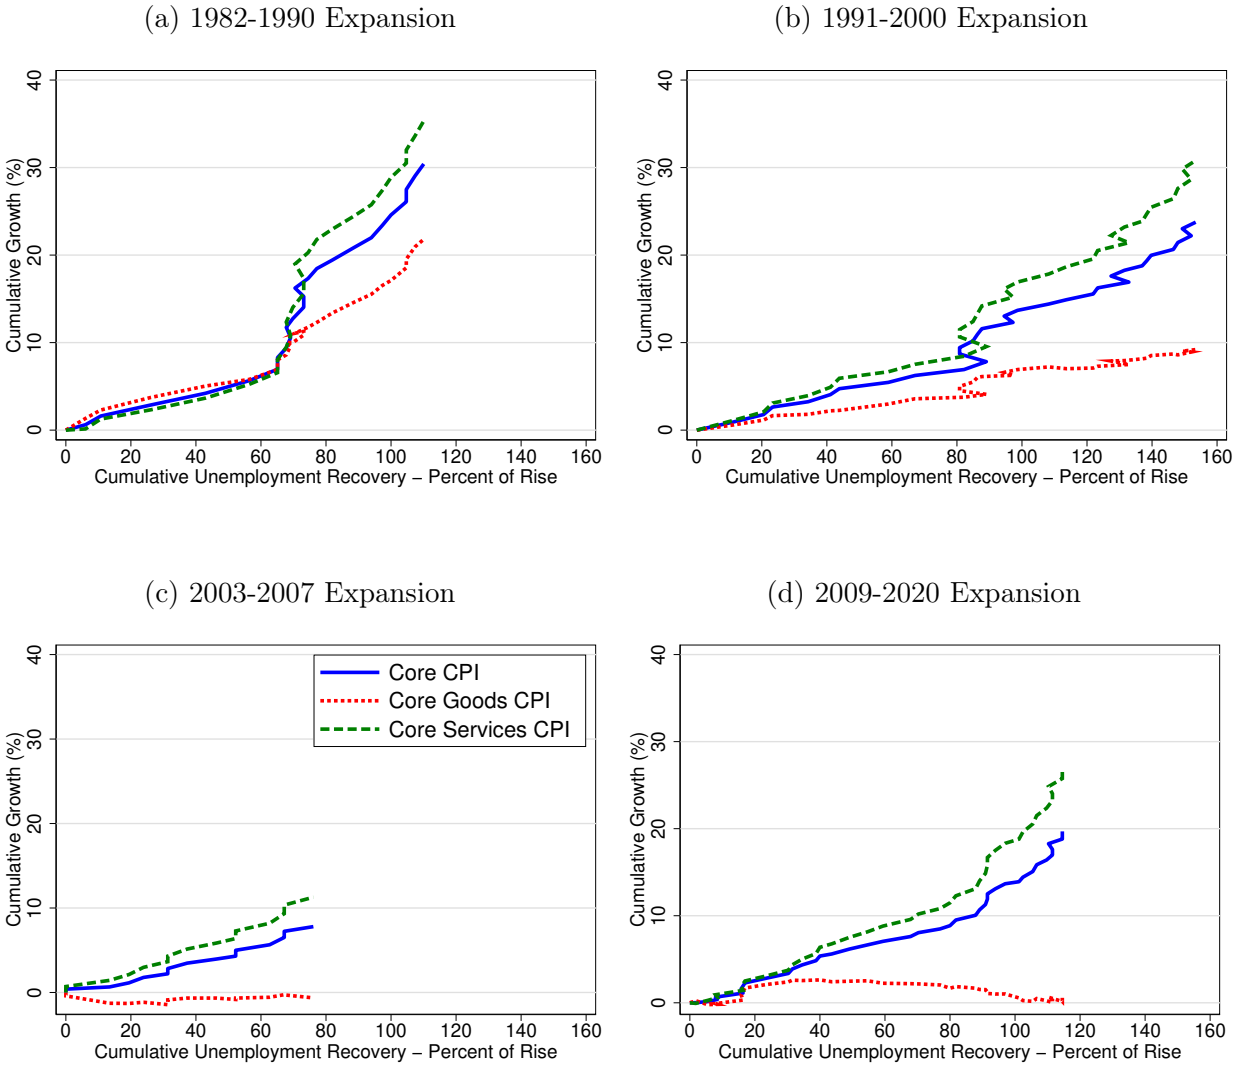 (a) 1982-1990 Expansion
Cumulative Growth (%)
40
30
20
10
0
0 20 40 60 80 100 120 140 160
Cumulative Unemployment Recovery – Percent of Rise
(b) 1991-2000 Expansion
Cumulative Growth (%)
40
30
20
10
0
0 20 40 60 80 100 120 140 160
Cumulative Unemployment Recovery – Percent of Rise
(c) 2003-2007 Expansion
Cumulative Growth (%)
40
30
20
10
0
Core CPI
Core Goods CPI
Core Services CPI
0 20 40 60 80 100 120 140 160
Cumulative Unemployment Recovery – Percent of Rise
(d) 2009-2020 Expansion
Cumulative Growth (%)
40
30
20
10
0
0 20 40 60 80 100 120 140 160
Cumulative Unemployment Recovery – Percent of Rise